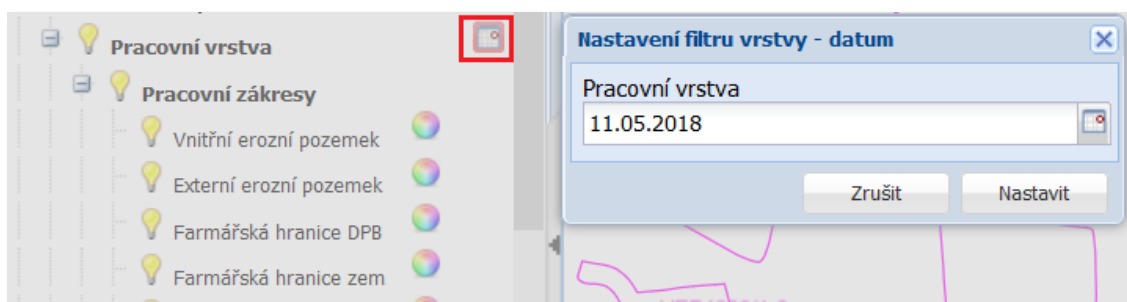 Pracovní vrstva
Pracovní zákresy
Vnitřní erozní pozemek
Externí erozní pozemek
Farmářská hranice DPB
Farmářská hranice zem
Nastavení filtru vrstvy - datum
Pracovní vrstva
11.05.2018
Zrušit Nastavit